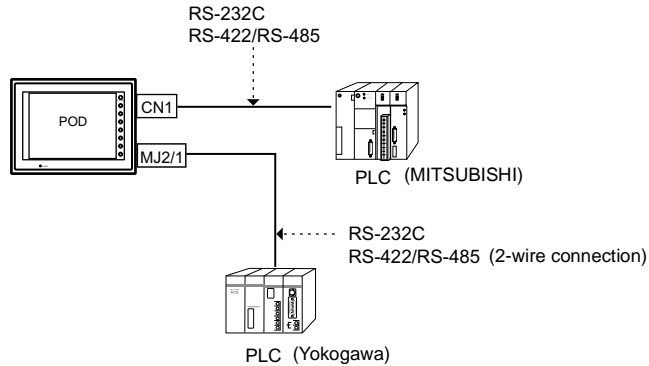 RS-232C
RS-422/RS-485
CN1
POD
MJ2/1
PLC (MITSUBISHI)
RS-232C
RS-422/RS-485 (2-wire connection)
PLC (Yokogawa)